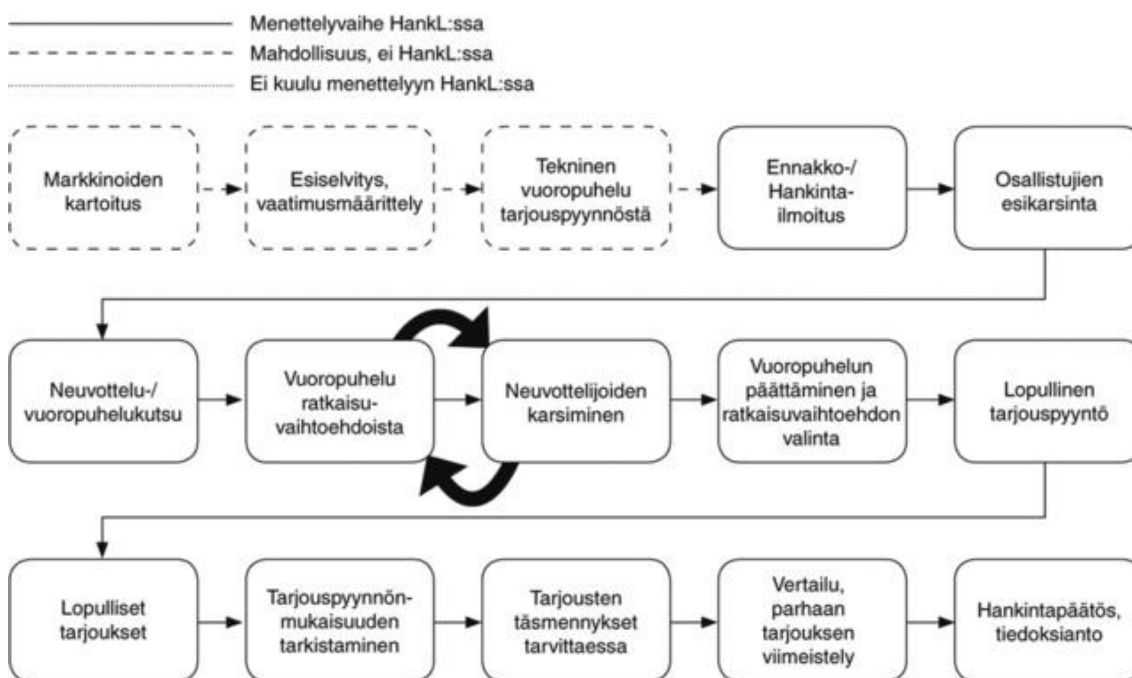 Menettelyvaihe HankL:ssa
Mahdollisuus, ei HankL:ssa
Ei kuulu menettelyyn HankL:ssa
Markkinoiden
kartoitus
Esiselvitys,
vaatimusmäärittely
Tekninen
vuoropuhelu
tarjouspyynnöstä
Ennakko-/
Hankinta-
ilmoitus
Osallistujien
esikarsinta
Neuvottelu-/
vuoropuhelukutsu
Vuoropuhelu
ratkaisu-
vaihtoehdoista
Neuvottelijoiden
karsiminen
Vuoropuhelun
päättäminen ja
ratkaisuvaihtoehdon
valinta
Lopullinen
tarjouspyyntö
Lopulliset
tarjoukset
Tarjouspyynnön-
mukaisuuden
tarkistaminen
Tarjousten
täsmennykset
tarvittaessa
Vertailu,
parhaan
tarjouksen
viimeistely
Hankintapäätös,
tiedoksianto